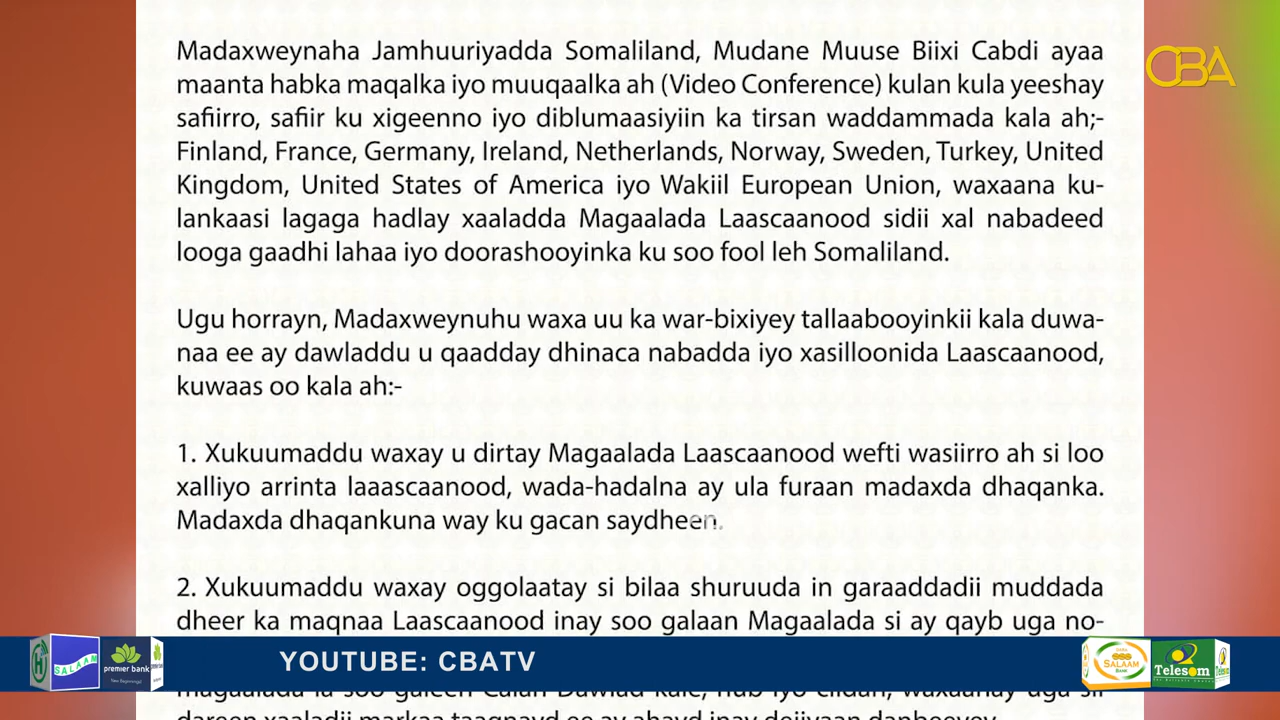 Madaxweynaha Jamhuuriyadda Somaliland, Mudane Muuse Biixi Cabdi ayaa
maanta habka maqalka iyo muuqaalka ah (Video Conference) kulan kula yeeshay
safiirro, safiir ku xigeenno iyo diblumaasiyiin ka tirsan waddammada kala ah;-
Finland, France, Germany, Ireland, Netherlands, Norway, Sweden, Turkey, United
Kingdom, United States of America iyo Wakiil European Union, waxaana ku-
lankaasi lagaga hadlay xaaladda Magaalada Laascaanood sidii xal nabadeed
looga gaadhi lahaa iyo doorashooyinka ku soo fool leh Somaliland.
Ugu horrayn, Madaxweynuhu waxa uu ka war-bixiyey tallaabooyinkii kala duwa-
naa ee ay dawladdu u qaadday dhinaca nabadda iyo xasilloonida Laascaanood,
kuwaas oo kala ah:-
1. Xukuumaddu waxay u dirtay Magaalada Laascaanood wefti wasiirro ah si loo
xalliyo arrinta laaascaanood, wada-hadalna ay ula furaan madaxda dhaqanka.
Madaxda dhaqankuna way ku gacan saydheen.
2. Xukuumaddu waxay oggolaatay si bilaa shuruuda in garaaddadii muddada
dheer ka maqnaa Laascaanood inay soo galaan Magaalada si ay qayb uga no-
CBA
YOUTUBE: CBATV
SALAAM
premier bank
SALAAM
BANK
Telesom